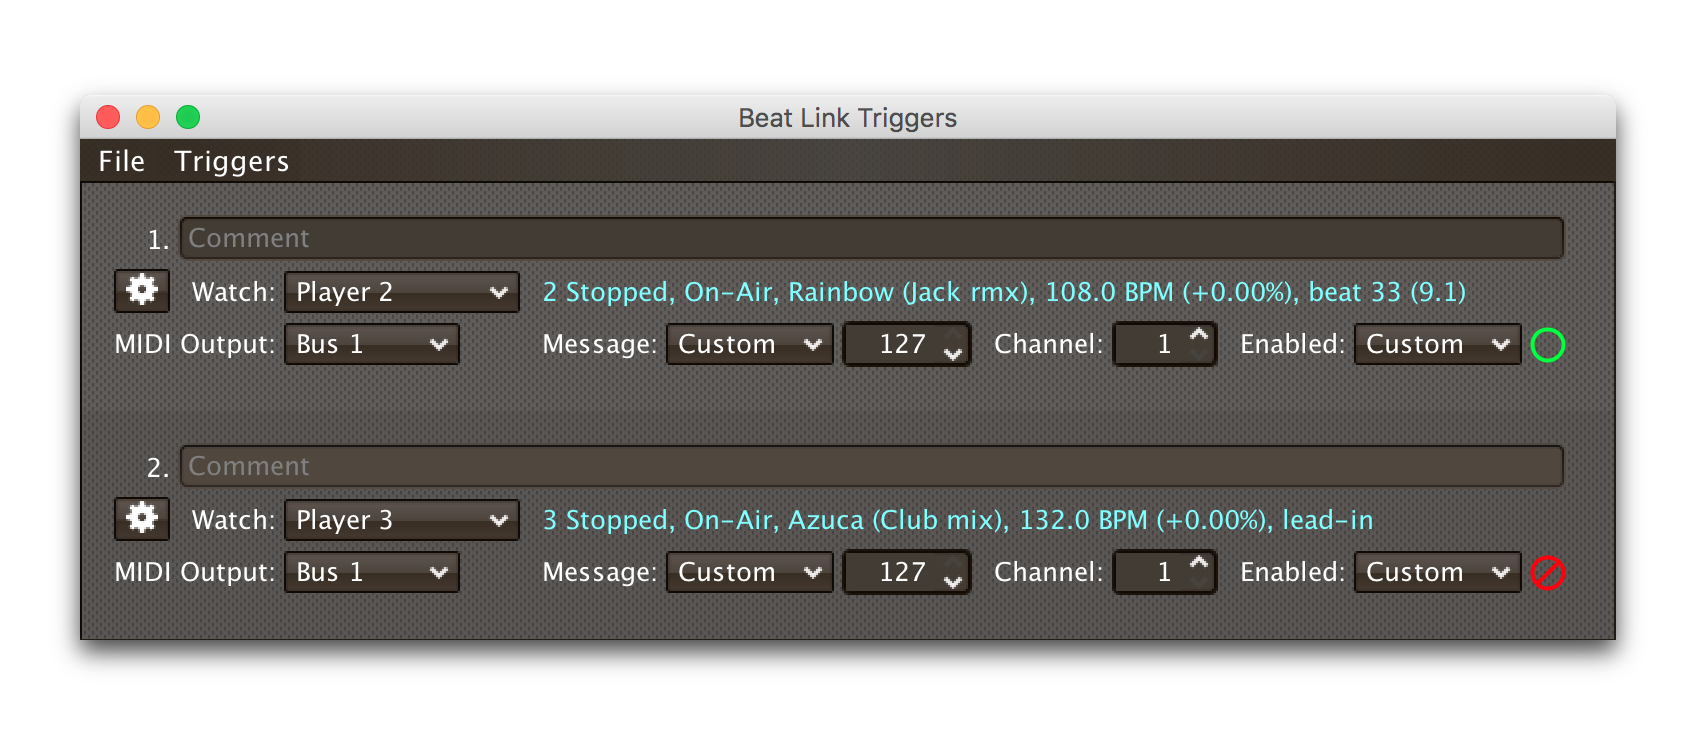 Beat Link Triggers
File Triggers
1. Comment
Watch: Player 2 2 Stopped, On-Air, Rainbow (Jack rmx), 108.0 BPM (+0.00%), beat 33 (9.1)
MIDI Output: Bus 1 Message: Custom 127 Channel: 1 Enabled: Custom
2. Comment
Watch: Player 3 3 Stopped, On-Air, Azuca (Club mix), 132.0 BPM (+0.00%), lead-in
MIDI Output: Bus 1 Message: Custom 127 Channel: 1 Enabled: Custom